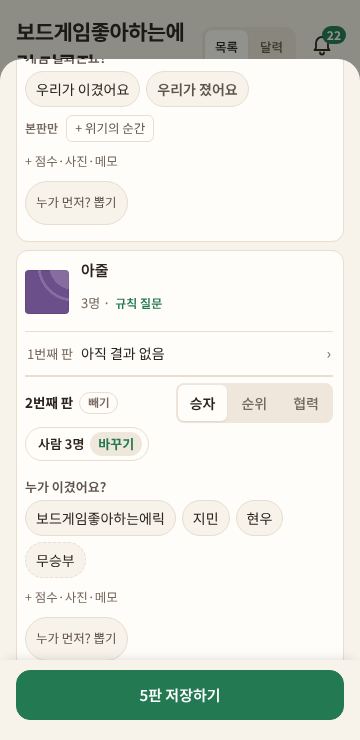 보드게임좋아하는에
목록
달력
22
우리가 이겼어요
우리가 졌어요
본판만
+ 위기의 순간
+ 점수·사진·메모
누가 먼저? 뽑기
아줄
3명 · 규칙 질문
1번째 판 아직 결과 없음 ›
2번째 판
빼기
승자
순위
협력
사람 3명
바꾸기
누가 이겼어요?
보드게임좋아하는에릭
지민
현우
무승부
+ 점수·사진·메모
누가 먼저? 뽑기
5판 저장하기